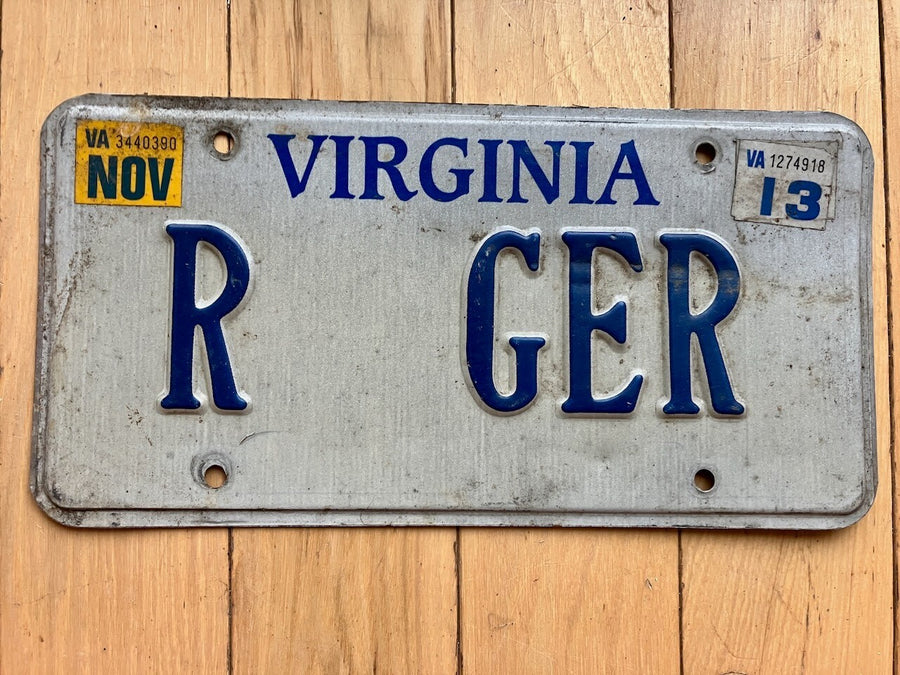 VA 3440390
NOV
VIRGINIA
VA 1274918
13
R GER